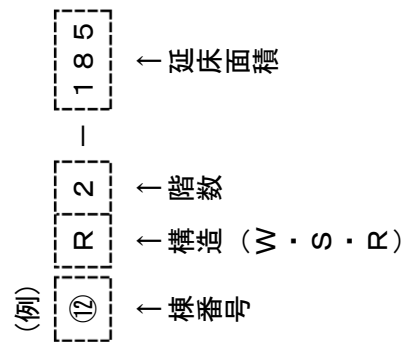 (例)
⑫ R 2 － 185
↑棟番号
↑構造（W・S・R）
↑階数
↑延床面積